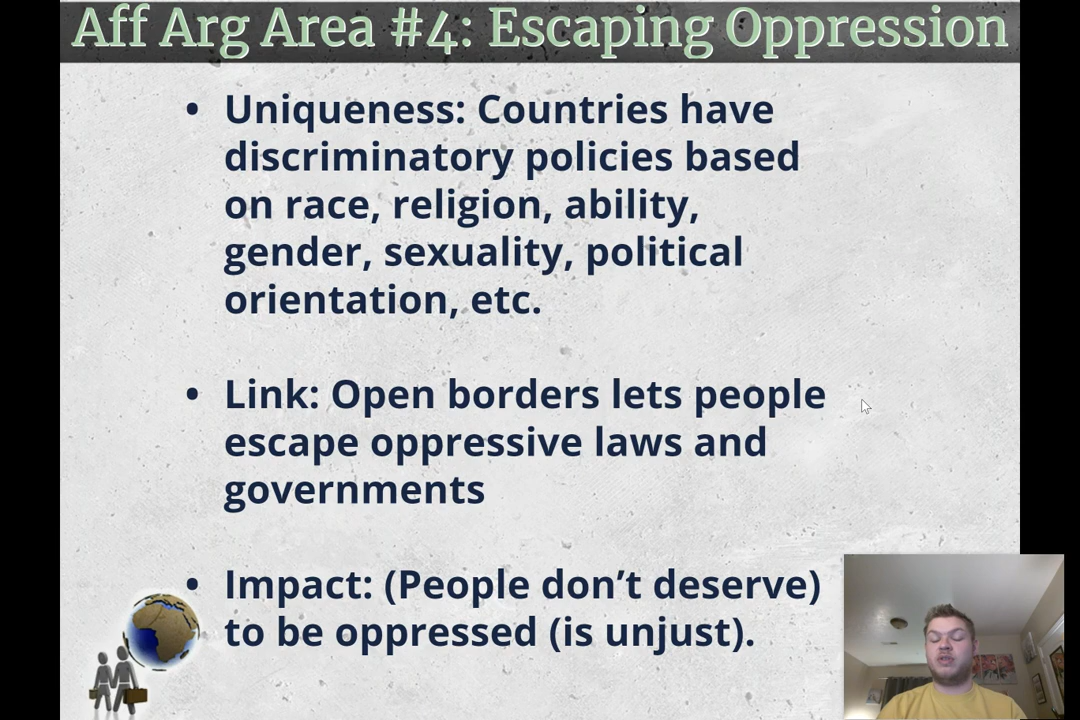 Aff Arg Area #4: Escaping Oppression
• Uniqueness: Countries have
discriminatory policies based
on race, religion, ability,
gender, sexuality, political
orientation, etc.
• Link: Open borders lets people
escape oppressive laws and
governments
• Impact: (People don’t deserve)
to be oppressed (is unjust).